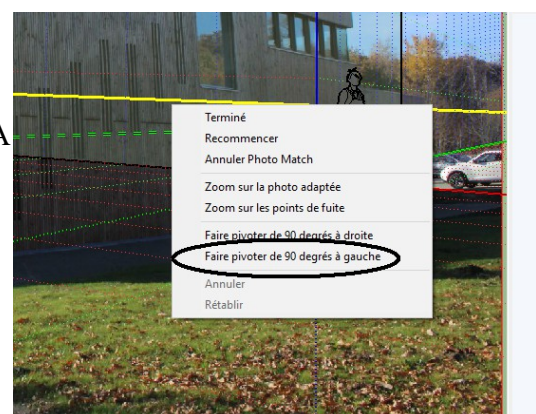 A
Terminé
Recommencer
Annuler Photo Match
Zoom sur la photo adaptée
Zoom sur les points de fuite
Faire pivoter de 90 degrés à droite
Faire pivoter de 90 degrés à gauche
Annuler
Rétablir